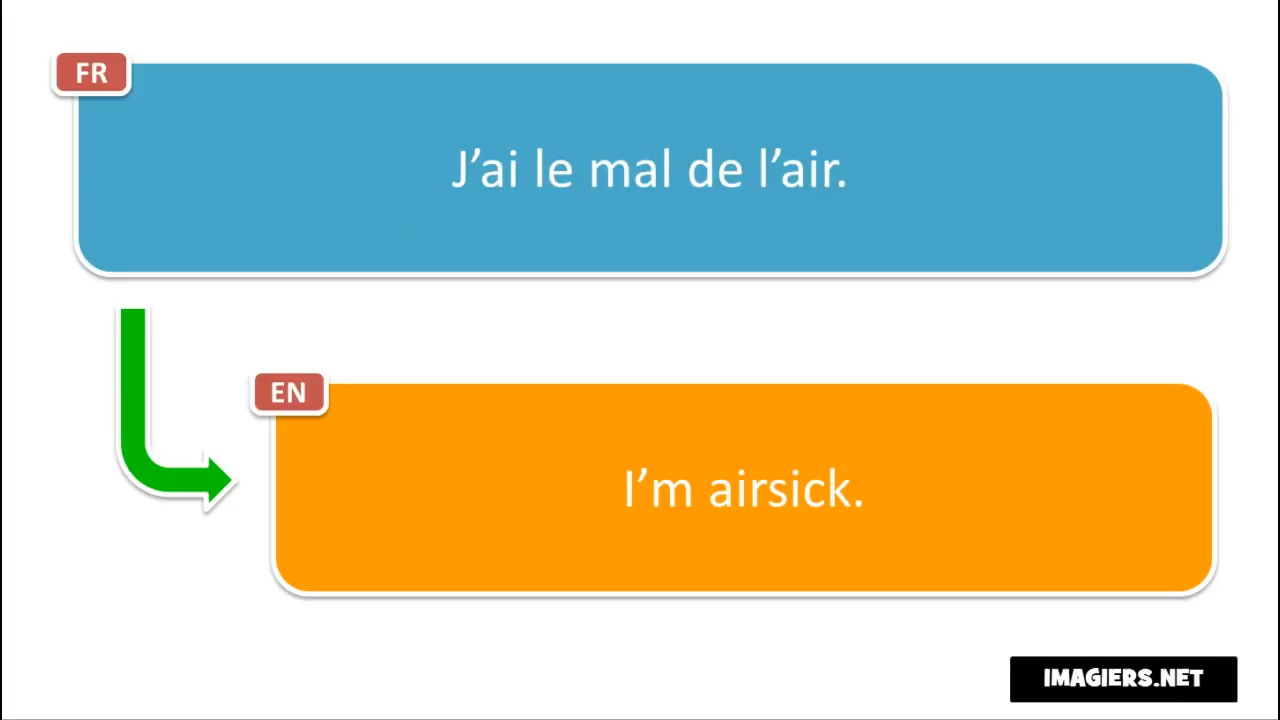 FR
J’ai le mal de l’air.
EN
I’m airsick.
IMAGIERS.NET